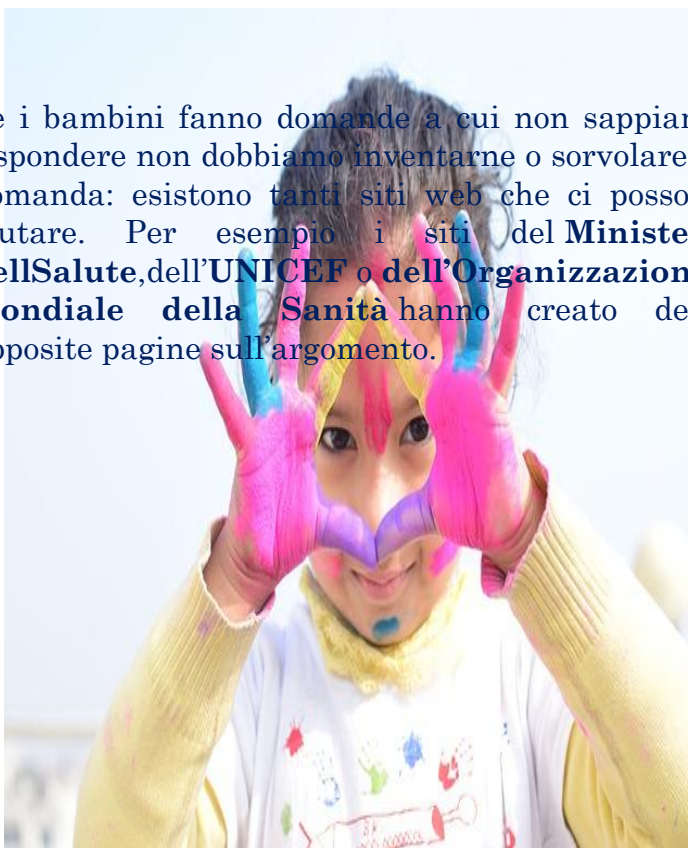 e i bambini fanno domande a cui non sappiar
spondere non dobbiamo inventarne o sorvolare
omanda: esistono tanti siti web che ci posso
utare. Per esempio i siti del Ministe
ellSalute,dell’UNICEF o dell’Organizzazion
ondiale della Sanità hanno creato de
pposite pagine sull’argomento.